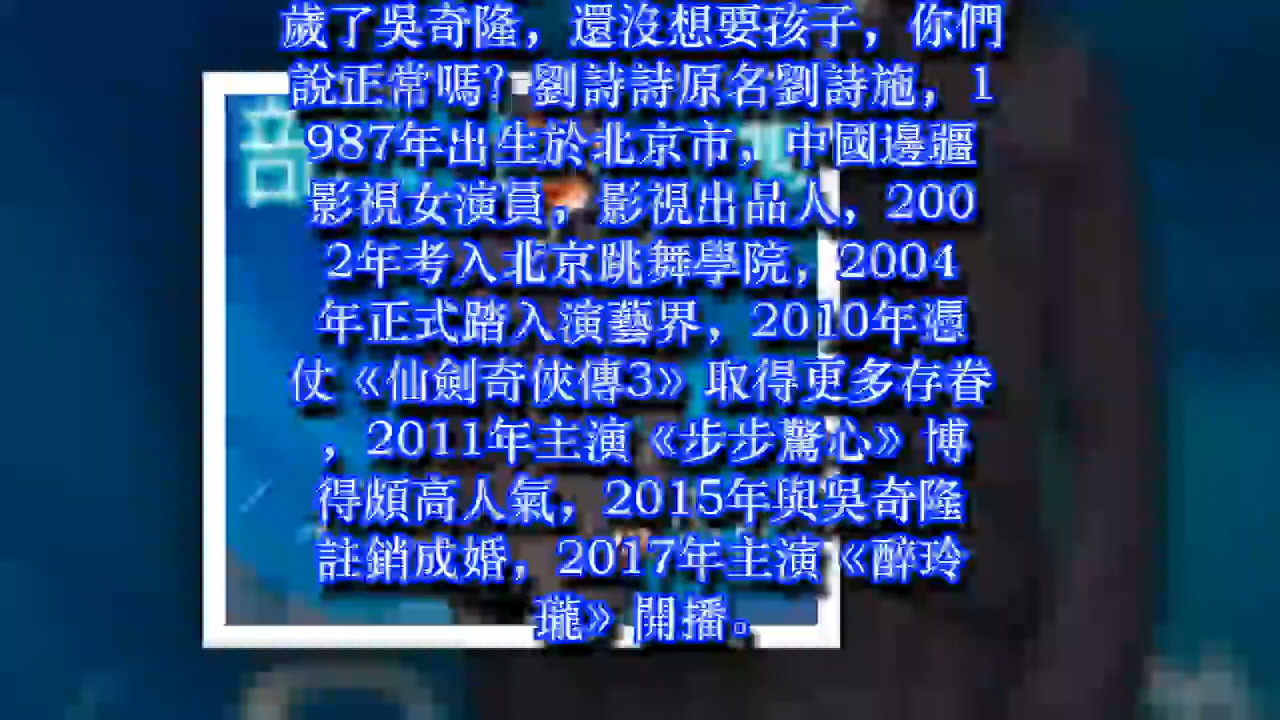 歲了吳奇隆，還沒想要孩子，你們
說正常嗎？劉詩詩原名劉詩施，1
987年出生於北京市，中國邊疆
影視女演員，影視出品人，200
2年考入北京跳舞學院，2004
年正式踏入演藝界，2010年
仗《仙劍奇俠傳3》取得更多存眷
，2011年主演《步步驚心》博
得頗高人氣，2015年與吳奇隆
註銷成婚，2017年主演《醉玲
瓏》開播。